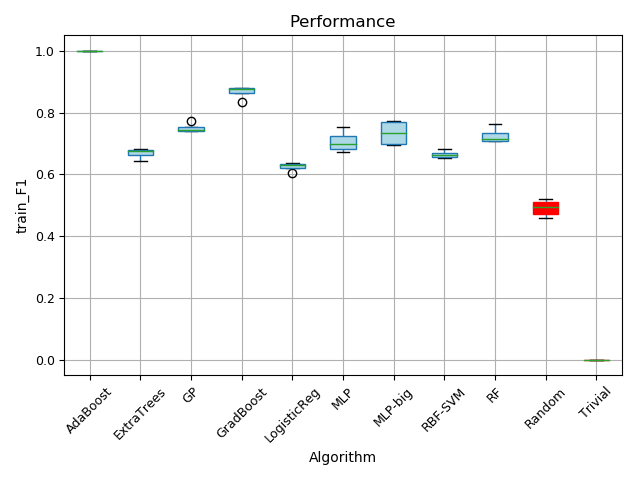 Performance
train_F1
1.0
0.8
0.6
0.4
0.2
0.0
AdaBoost
ExtraTrees
GP
GradBoost
LogisticReg
MLP
MLP-big
RBF-SVM
RF
Random
Trivial
Algorithm